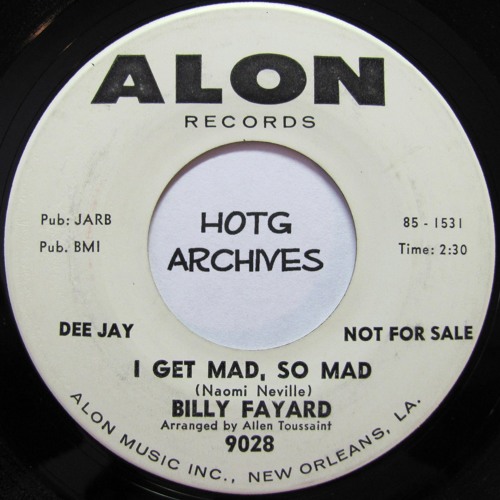 ALON
RECORDS
Pub: JARB
Pub. BMI
HOTG
ARCHIVES
85 - 1531
Time: 2:30
DEE JAY
NOT FOR SALE
I GET MAD, SO MAD
(Naomi Neville)
BILLY FAYARD
Arranged by Allen Toussaint
9028
ALON MUSIC INC., NEW ORLEANS, LA.